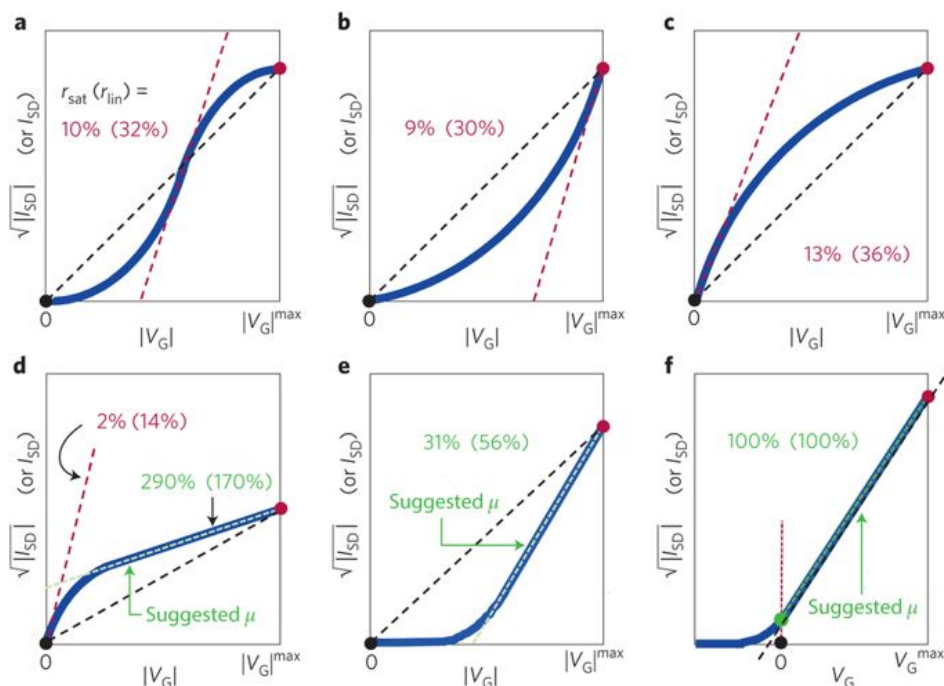 a
b
c
r_sat (r_lin) =
10% (32%)
9% (30%)
13% (36%)
√|I_SD| (or I_SD)
√|I_SD| (or I_SD)
√|I_SD| (or I_SD)
0
|V_G|^max
0
|V_G|^max
0
|V_G|^max
|V_G|
|V_G|
|V_G|
d
e
f
2% (14%)
290% (170%)
Suggested μ
31% (56%)
Suggested μ
100% (100%)
Suggested μ
√|I_SD| (or I_SD)
√|I_SD| (or I_SD)
√|I_SD| (or I_SD)
0
|V_G|^max
0
|V_G|^max
0
V_G^max
|V_G|
|V_G|
V_G